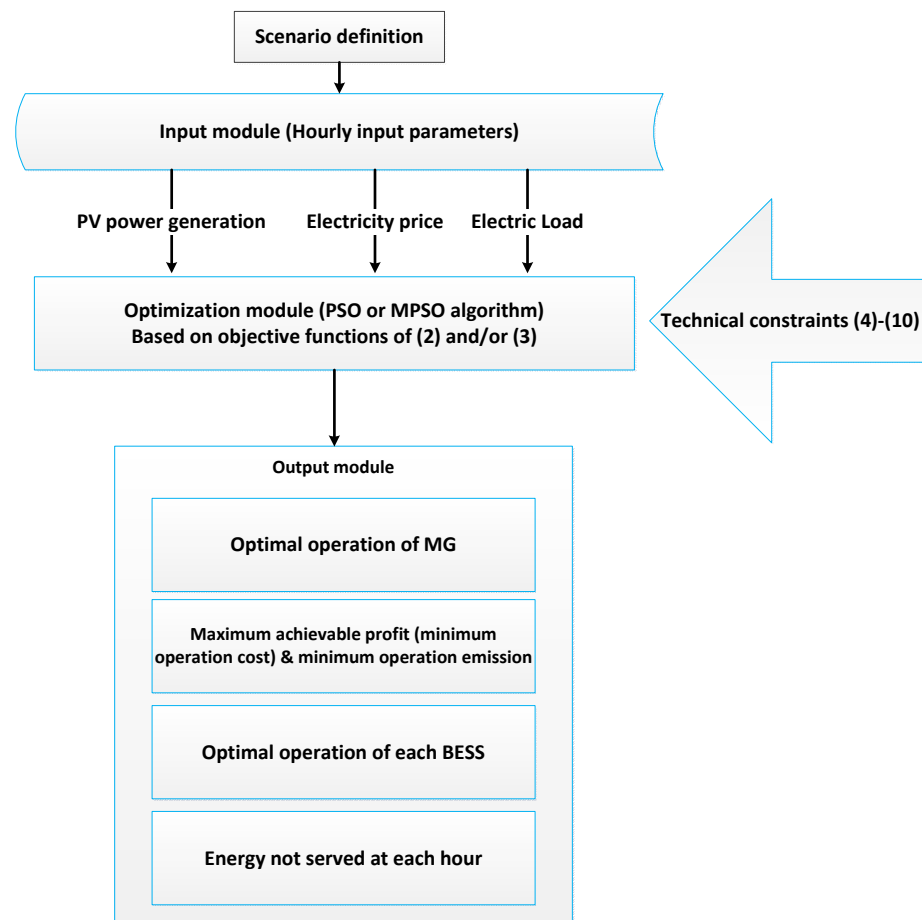 Scenario definition
Input module (Hourly input parameters)
PV power generation
Electricity price
Electric Load
Optimization module (PSO or MPSO algorithm)
Based on objective functions of (2) and/or (3)
Technical constraints (4)-(10)
Output module
Optimal operation of MG
Maximum achievable profit (minimum
operation cost) & minimum operation emission
Optimal operation of each BESS
Energy not served at each hour